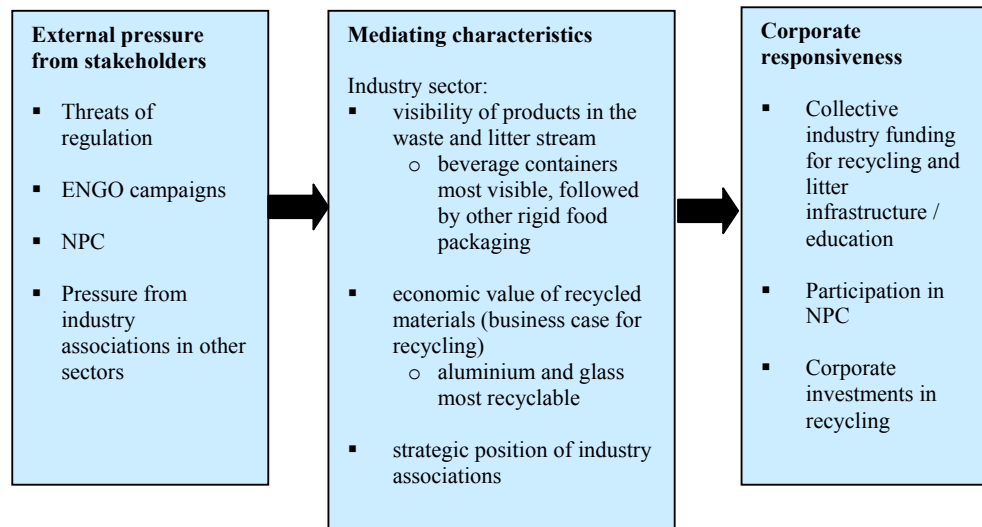 External pressure
from stakeholders
▪ Threats of
regulation
▪ ENGO campaigns
▪ NPC
▪ Pressure from
industry
associations in other
sectors
Mediating characteristics
Industry sector:
▪ visibility of products in the
waste and litter stream
o beverage containers
most visible, followed
by other rigid food
packaging
▪ economic value of recycled
materials (business case for
recycling)
o aluminium and glass
most recyclable
▪ strategic position of industry
associations
Corporate
responsiveness
▪ Collective
industry funding
for recycling and
litter
infrastructure /
education
▪ Participation in
NPC
▪ Corporate
investments in
recycling